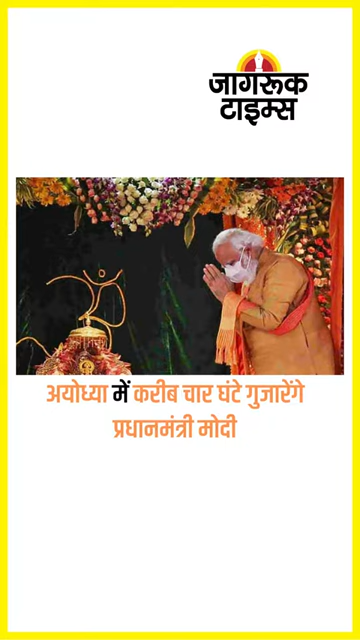 जागरूक
टाइम्स
अयोध्या में करीब चार घंटे गुजारेंगे
प्रधानमंत्री मोदी